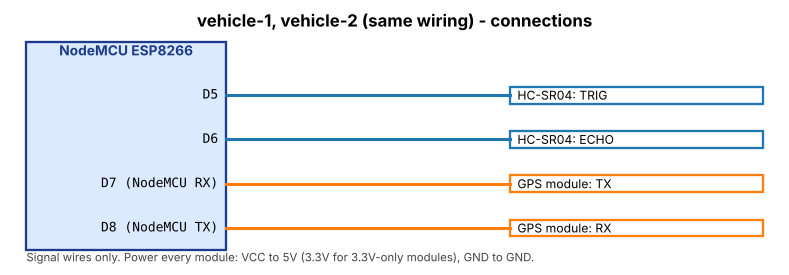 vehicle-1, vehicle-2 (same wiring) - connections
NodeMCU ESP8266
D5
HC-SR04: TRIG
D6
HC-SR04: ECHO
D7 (NodeMCU RX)
GPS module: TX
D8 (NodeMCU TX)
GPS module: RX
Signal wires only. Power every module: VCC to 5V (3.3V for 3.3V-only modules), GND to GND.